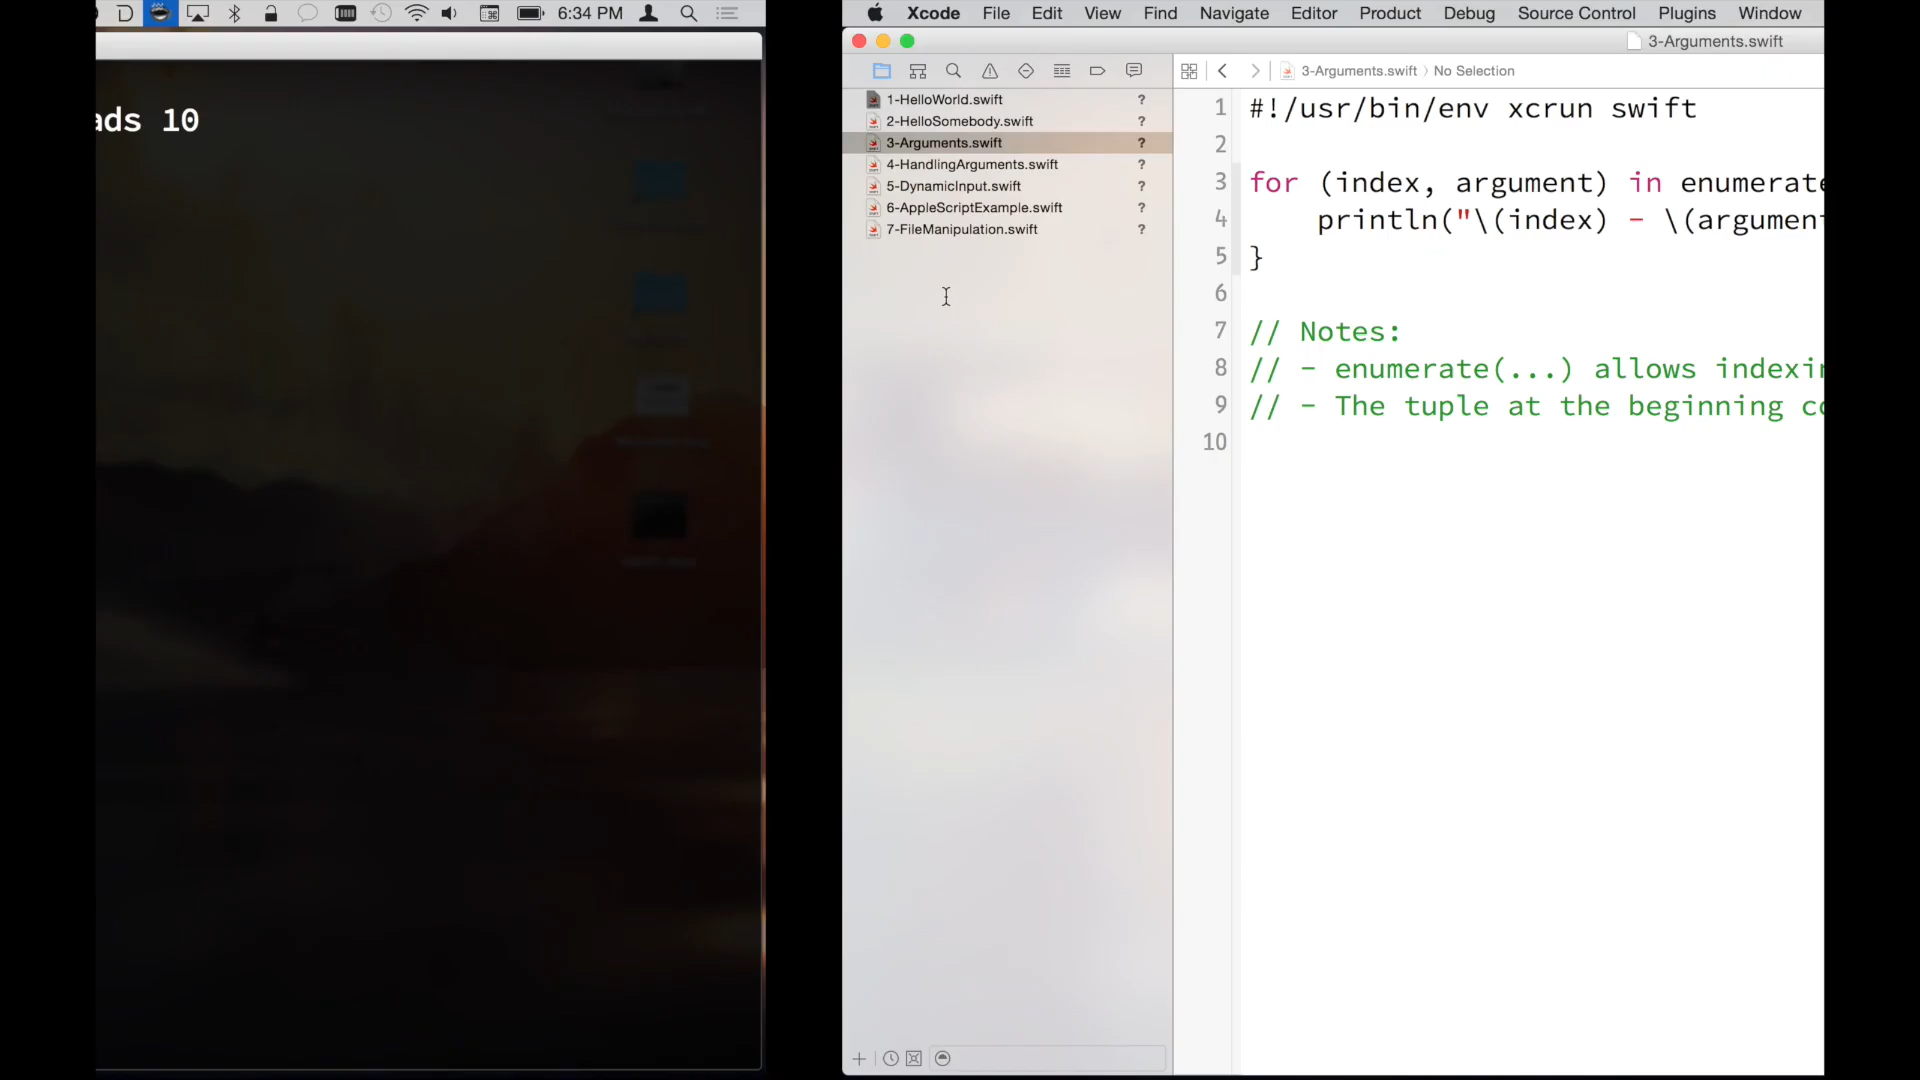 6:34 PM
ads 10
Xcode File Edit View Find Navigate Editor Product Debug Source Control Plugins Window
3-Arguments.swift
3-Arguments.swift No Selection
1-HelloWorld.swift ?
2-HelloSomebody.swift ?
3-Arguments.swift ?
4-HandlingArguments.swift ?
5-DynamicInput.swift ?
6-AppleScriptExample.swift ?
7-FileManipulation.swift ?
1 #!/usr/bin/env xcrun swift
2
3 for (index, argument) in enumerate
4 println("\(index) - \(argumen
5 }
6
7 // Notes:
8 // - enumerate(...) allows indexin
9 // - The tuple at the beginning co
10